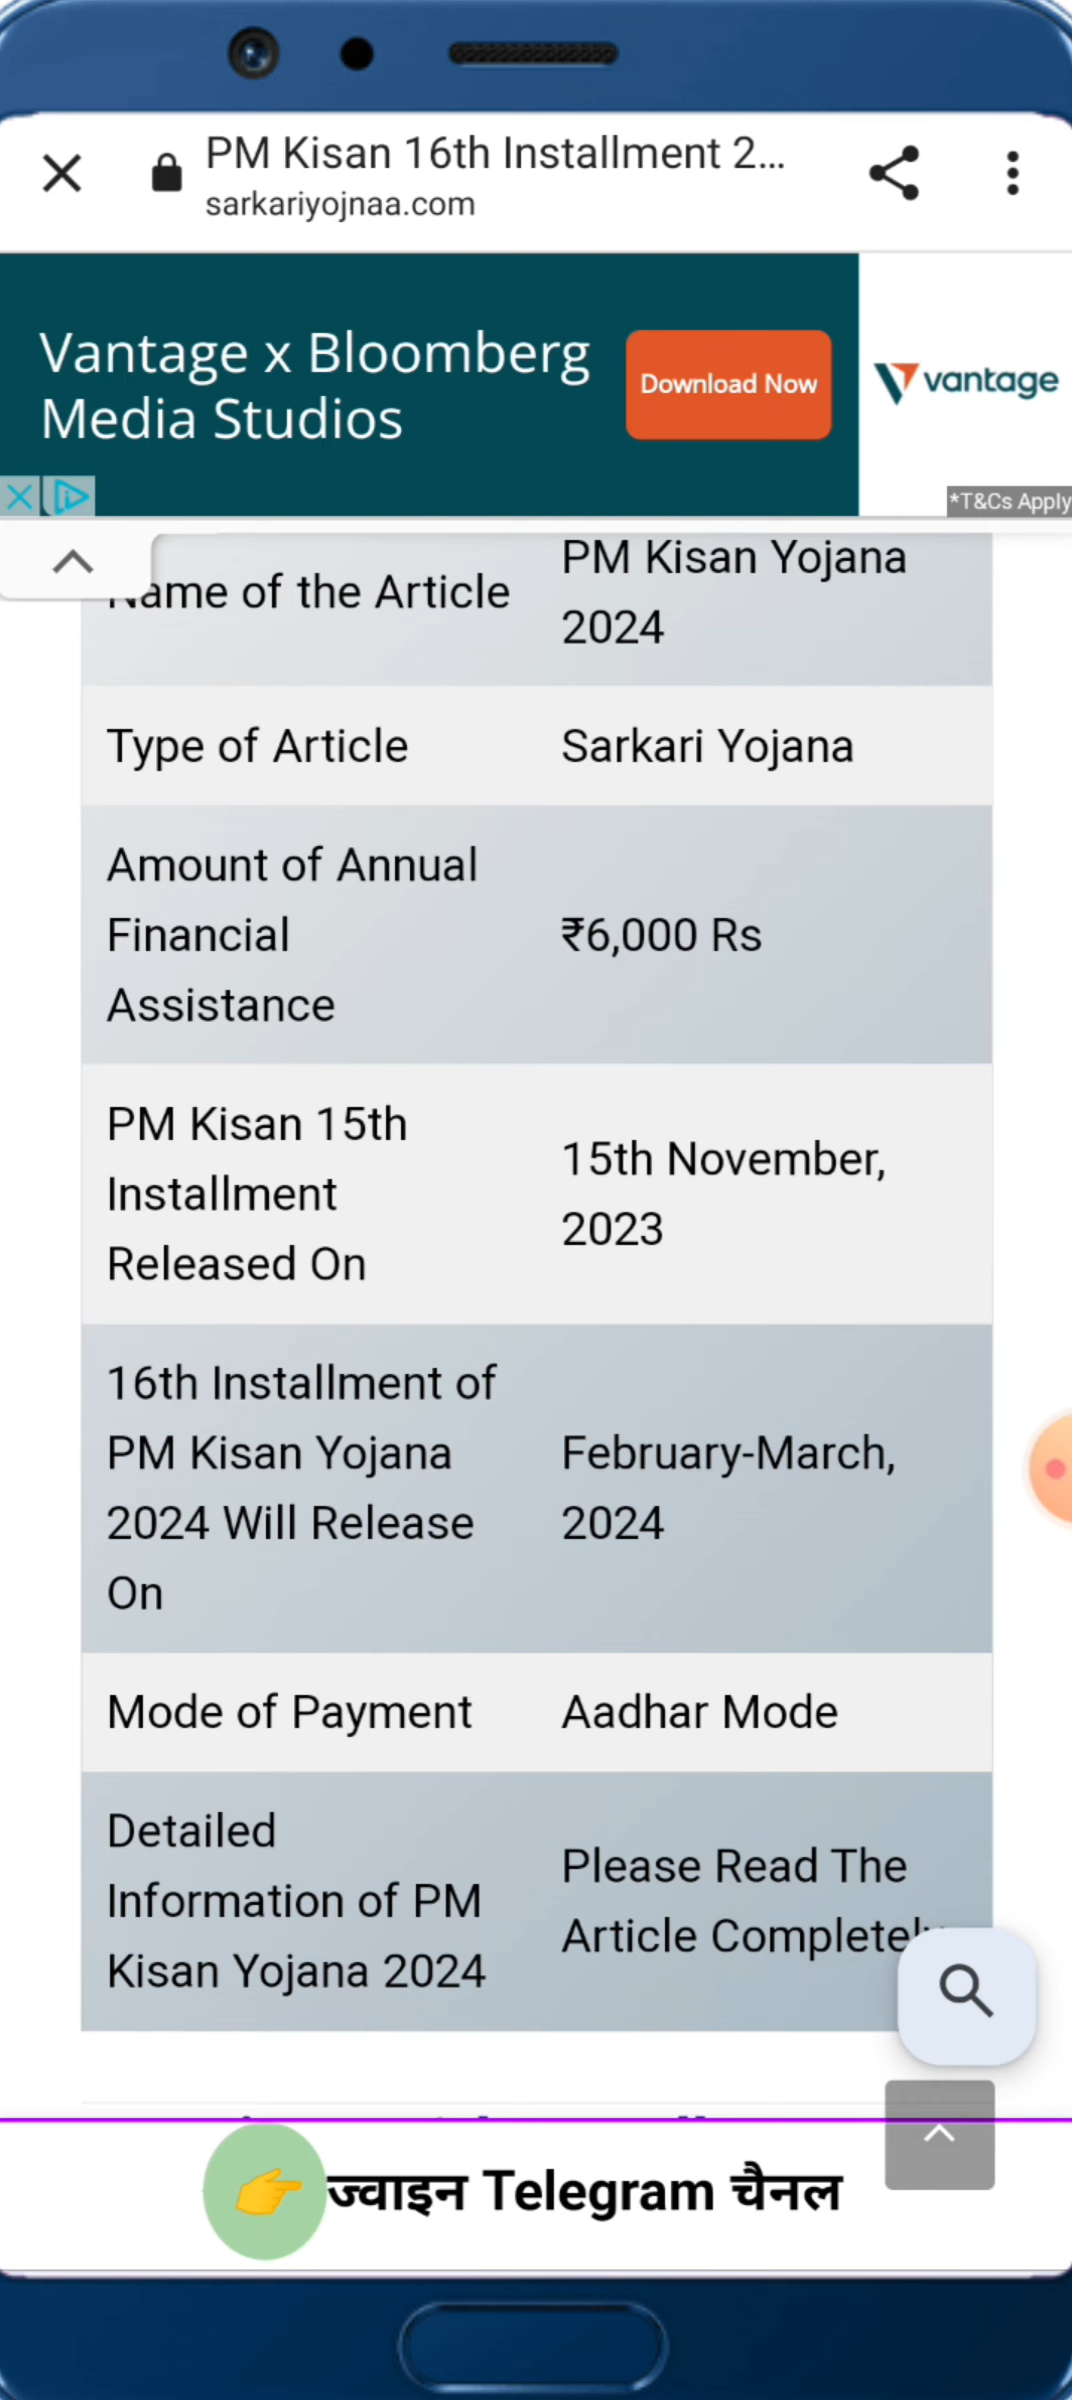 PM Kisan 16th Installment 2...
sarkariyojnaa.com
Vantage x Bloomberg
Media Studios
Download Now
vantage
*T&Cs Apply
Name of the Article
PM Kisan Yojana
2024
Type of Article
Sarkari Yojana
Amount of Annual
Financial
Assistance
₹6,000 Rs
PM Kisan 15th
Installment
Released On
15th November,
2023
16th Installment of
PM Kisan Yojana
2024 Will Release
On
February-March,
2024
Mode of Payment
Aadhar Mode
Detailed
Information of PM
Kisan Yojana 2024
Please Read The
Article Completely
👉ज्वाइन Telegram चैनल